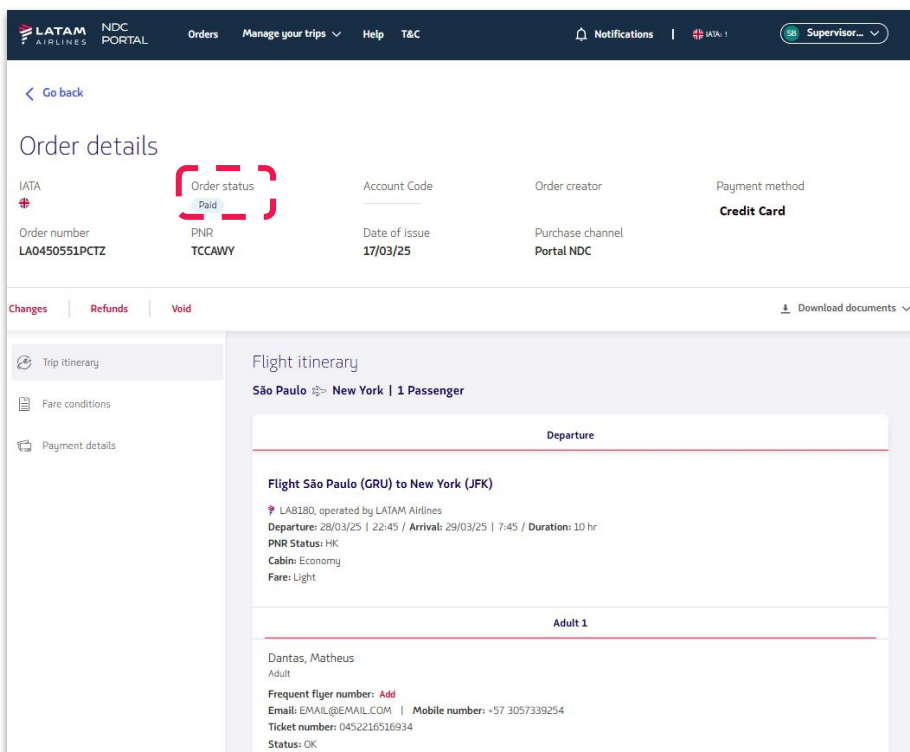 LATAM AIRLINES NDC PORTAL Orders Manage your trips Help T&C Notifications | IATA: SB Supervisor...
Go back
Order details
IATA Order status Account Code Order creator Payment method
Paid Credit Card
Order number PNR Date of issue Purchase channel
LA0450551PCTZ TCCAWY 17/03/25 Portal NDC
Changes Refunds Void Download documents
Trip itinerary
Fare conditions
Payment details
Flight itinerary
São Paulo New York | 1 Passenger
Departure
Flight São Paulo (GRU) to New York (JFK)
LA8180, operated by LATAM Airlines
Departure: 28/03/25 | 22:45 / Arrival: 29/03/25 | 7:45 / Duration: 10 hr
PNR Status: HK
Cabin: Economy
Fare: Light
Adult 1
Dantas, Matheus
Adult
Frequent flyer number: Add
Email: EMAIL@EMAIL.COM | Mobile number: +57 3057339254
Ticket number: 0452216516934
Status: OK